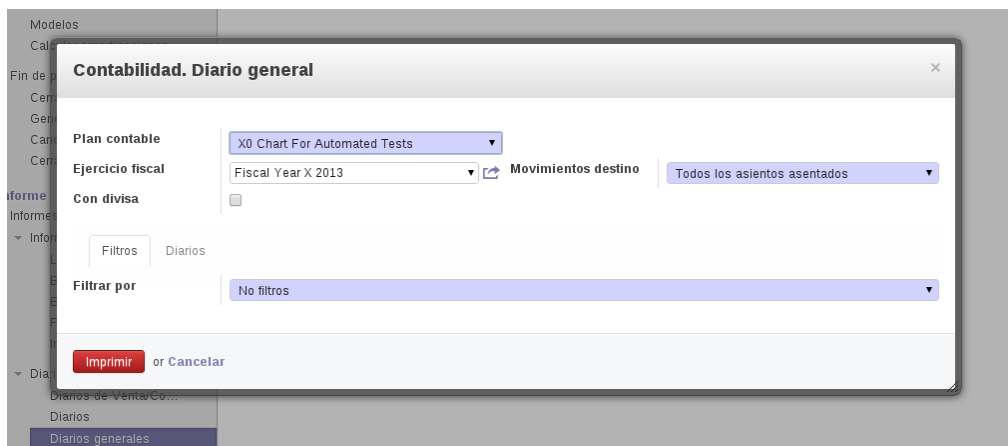 Modelos
Contabilidad. Diario general
×
Fin de
Plan contable
X0 Chart For Automated Tests
Ejercicio fiscal
Fiscal Year X 2013
Movimientos destino
Todos los asientos asentados
Con divisa
Informes
Filtros
Diarios
Filtrar por
No filtros
Imprimir or Cancelar
Diarios de Venta/Co...
Diarios
Diarios generales